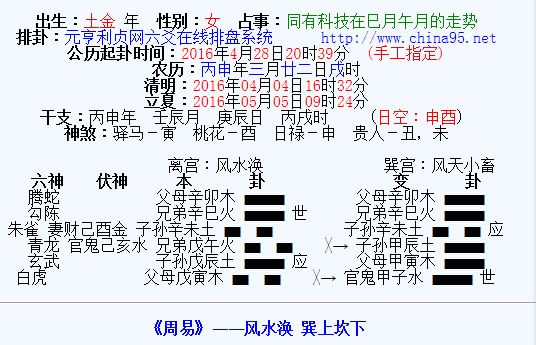 出生：土金 年　性别：女　占事：同有科技在巳月午月的走势
排卦：元亨利贞网六爻在线排盘系统　　　http://www.china95.net
公历起卦时间：2016年4月28日20时39分　（手工指定）
农历：
丙申年三月廿二日戌时
清明：2016年04月04日16时32分
立夏：2016年05月05日09时24分
干支：丙申年　壬辰月　庚辰日　丙戌时　　（日空：申酉）
神煞：驿马－寅　桃花－酉　日禄－申　贵人－丑，未
离宫：风水涣　　　　　　　　　巽宫：风天小畜
六神　　伏神　　　本　　　卦　　　　　　　变　　　卦
腾蛇　　　　　　　父母辛卯木　　　　　　　父母辛卯木
勾陈　　　　　　　兄弟辛巳火　世　　　　　兄弟辛巳火
朱雀 妻财己酉金 子孙辛未土　　　　　　　子孙辛未土　应
青龙 官鬼己亥水 兄弟戊午火　　　╳→ 子孙甲辰土
玄武　　　　　　　子孙戊辰土　应　　　　　父母甲寅木
白虎　　　　　　　父母戊寅木　　　╳→ 官鬼甲子水　世
《周易》——风水涣 巽上坎下